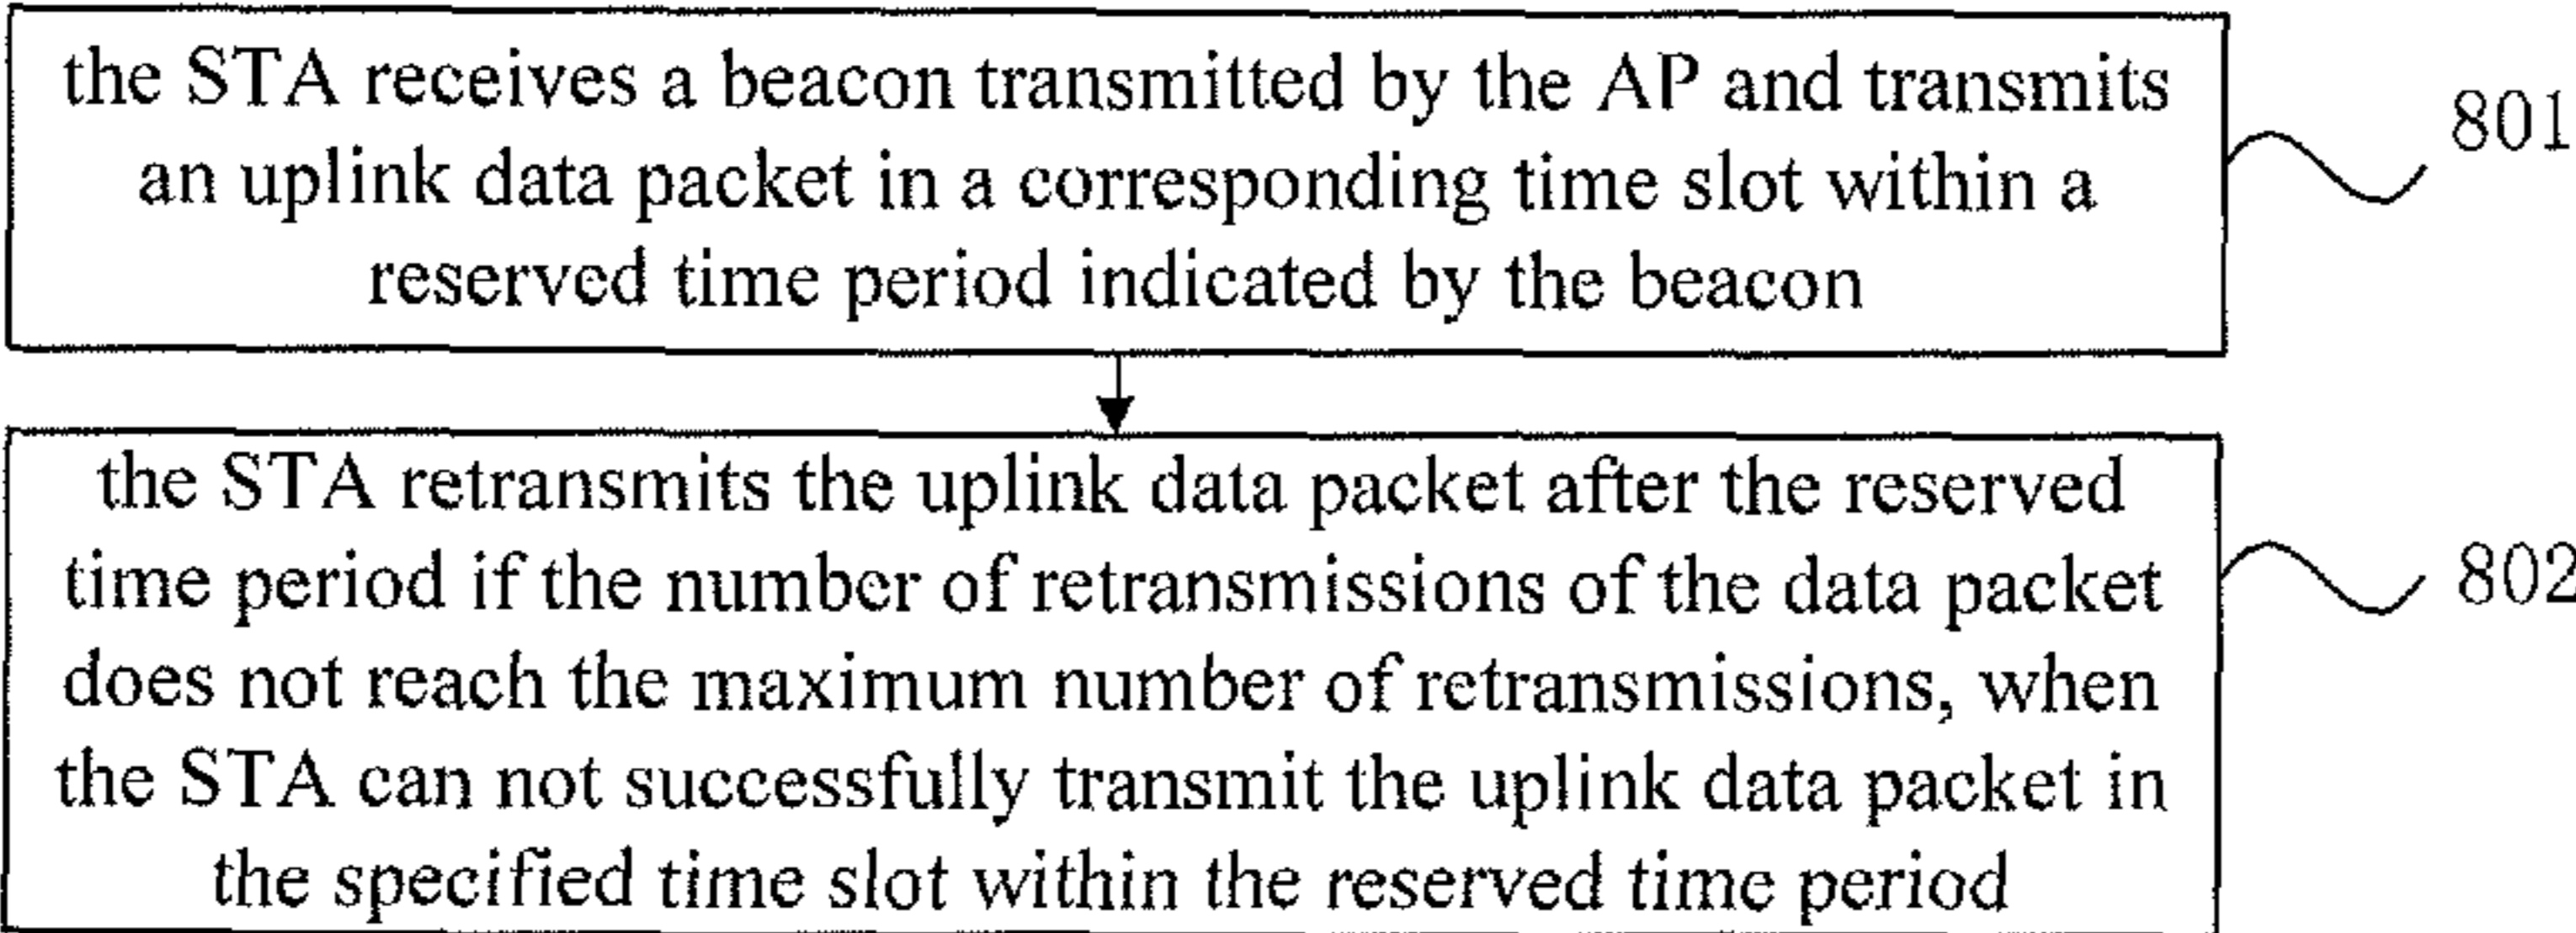 the STA receives a beacon transmitted by the AP and transmits
an uplink data packet in a corresponding time slot within a
reserved time period indicated by the beacon
801
the STA retransmits the uplink data packet after the reserved
time period if the number of retransmissions of the data packet
does not reach the maximum number of retransmissions, when
the STA can not successfully transmit the uplink data packet in
the specified time slot within the reserved time period
802